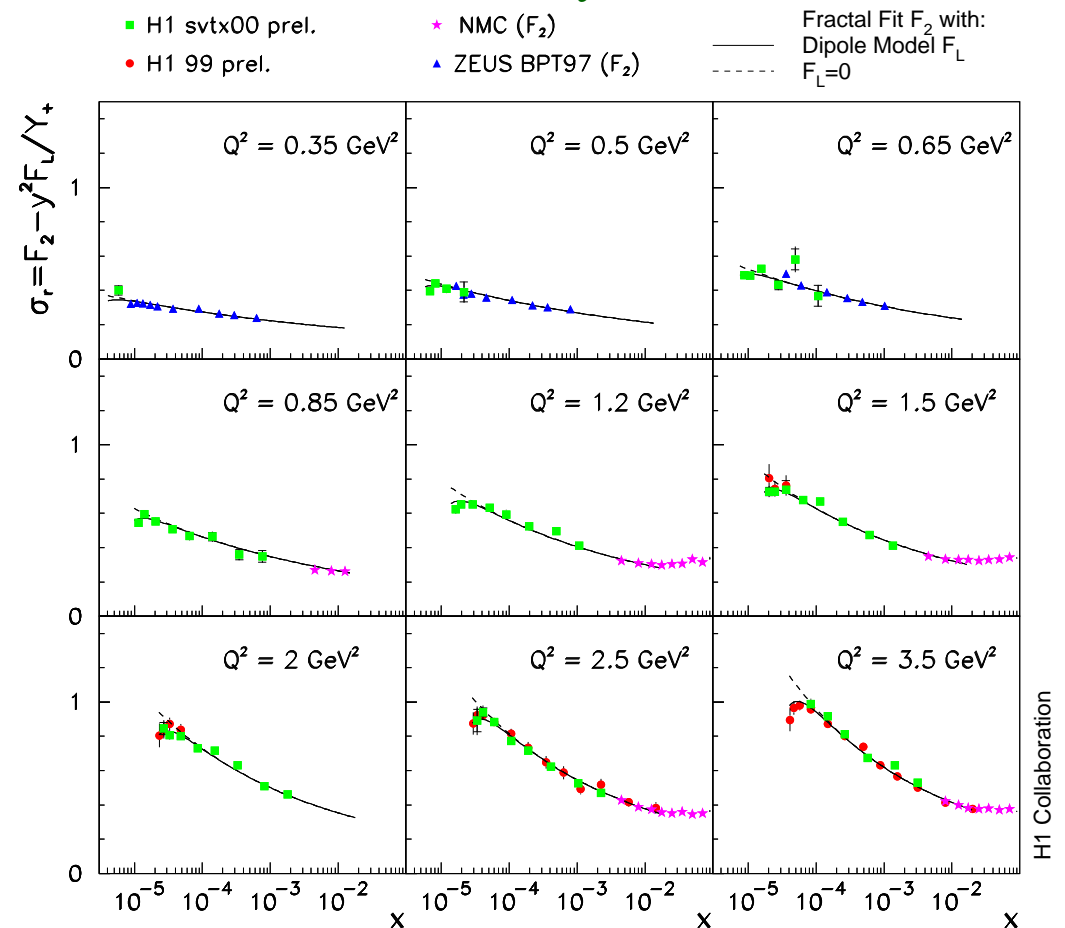 H1 svtx00 prel.
H1 99 prel.
NMC (F₂)
ZEUS BPT97 (F₂)
Fractal Fit F₂ with:
Dipole Model F_L
F_L=0
σᵣ=F₂−y²F_L/Y₊
Q² = 0.35 GeV²
Q² = 0.5 GeV²
Q² = 0.65 GeV²
1
0
Q² = 0.85 GeV²
Q² = 1.2 GeV²
Q² = 1.5 GeV²
1
0
Q² = 2 GeV²
Q² = 2.5 GeV²
Q² = 3.5 GeV²
1
0
10⁻⁵ 10⁻⁴ 10⁻³ 10⁻² 10⁻⁵ 10⁻⁴ 10⁻³ 10⁻² 10⁻⁵ 10⁻⁴ 10⁻³ 10⁻²
x x x
H1 Collaboration